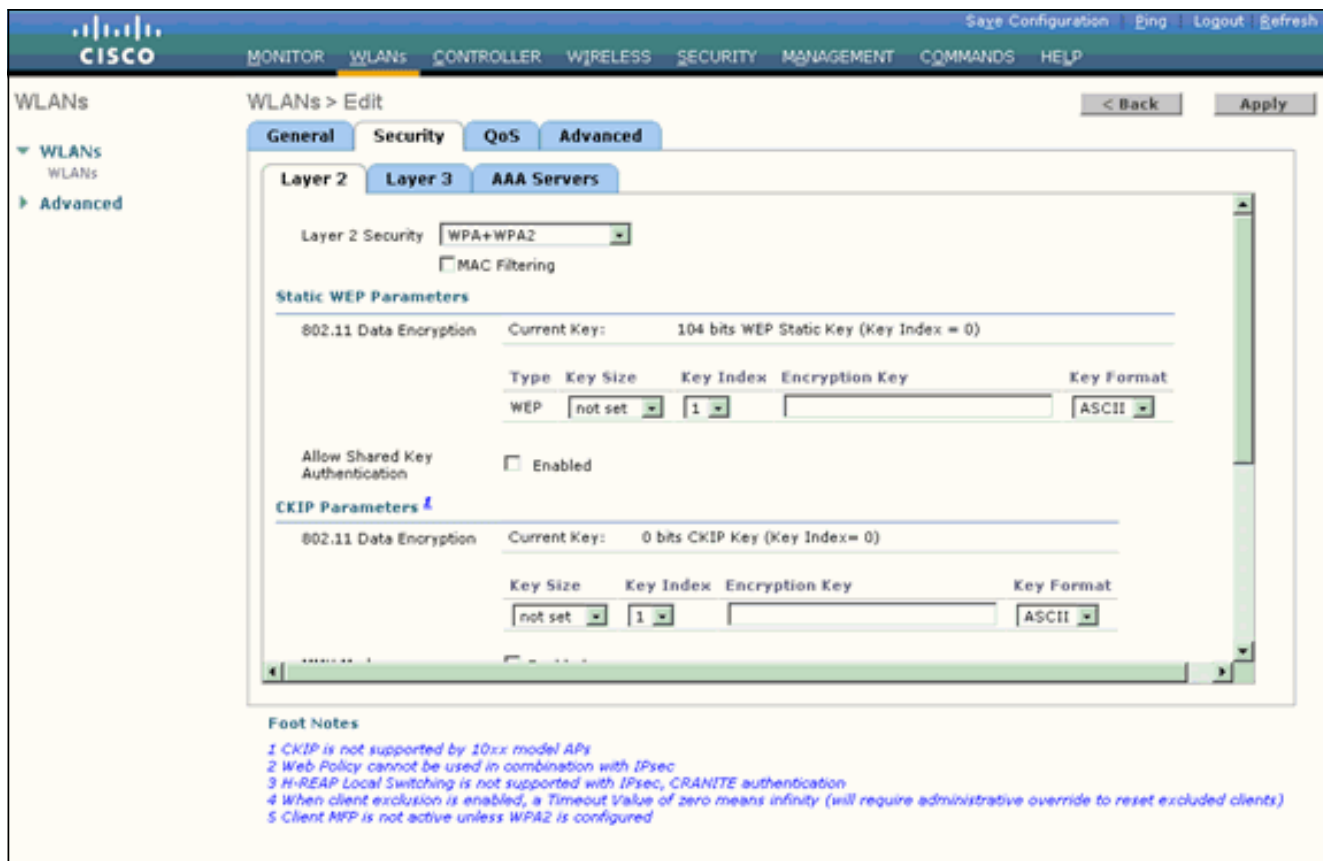 Save Configuration Ping Logout Refresh
CISCO
MONITOR WLANs CONTROLLER WIRELESS SECURITY MANAGEMENT COMMANDS HELP
WLANs
WLANs > Edit
< Back Apply
WLANs
WLANs
Advanced
General Security QoS Advanced
Layer 2 Layer 3 AAA Servers
Layer 2 Security WPA+WPA2
MAC Filtering
Static WEP Parameters
802.11 Data Encryption Current Key: 104 bits WEP Static Key (Key Index = 0)
Type Key Size Key Index Encryption Key Key Format
WEP not set 1 ASCII
Allow Shared Key
Authentication
Enabled
CKIP Parameters 1
802.11 Data Encryption Current Key: 0 bits CKIP Key (Key Index= 0)
Key Size Key Index Encryption Key Key Format
not set 1 ASCII
Foot Notes
1 CKIP is not supported by 10xx model APs
2 Web Policy cannot be used in combination with IPsec
3 H-REAP Local Switching is not supported with IPsec, CRANITE authentication
4 When client exclusion is enabled, a Timeout Value of zero means infinity (will require administrative override to reset excluded clients)
5 Client MFP is not active unless WPA2 is configured